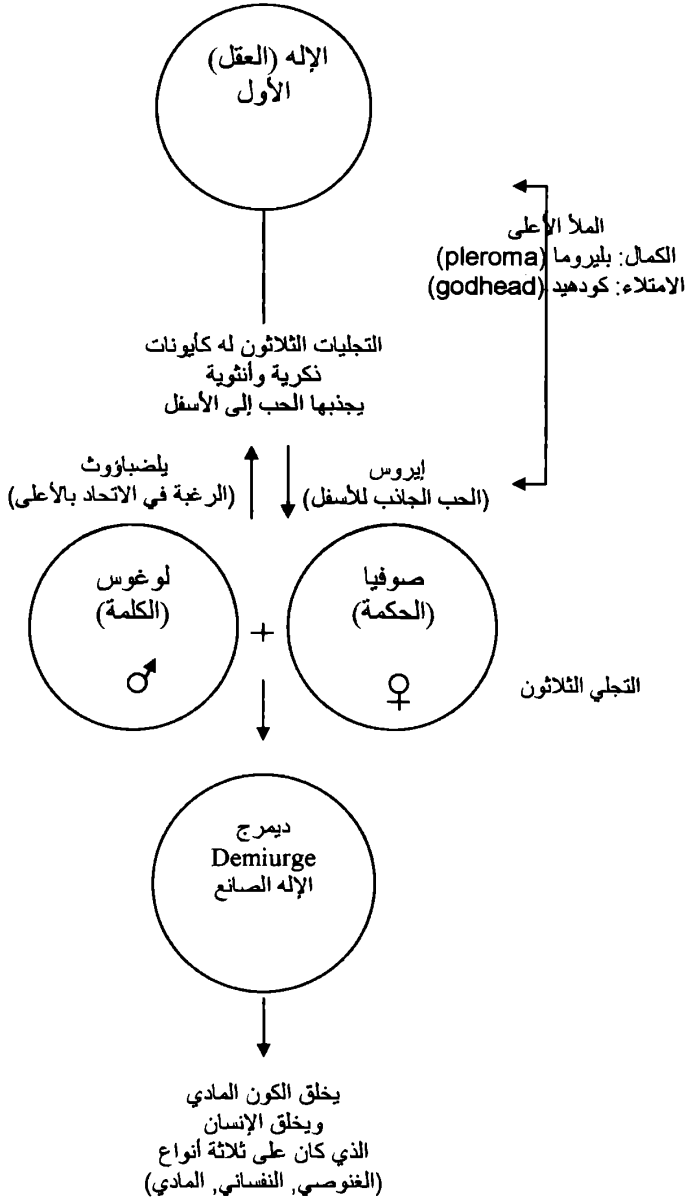 الإله (العقل)
الأول
الملأ الأعلى
الكمال: بليروما (pleroma)
الامتلاء: كودهيد (godhead)
التجليات الثلاثون له كأيونات
ذكرية وأنثوية
يجذبها الحب إلى الأسفل
إيروس
(الحب الجانب للأسفل)
يلضباؤوث
(الرغبة في الاتحاد بالأعلى)
صوفيا
(الحكمة)
♀
+
لوغوس
(الكلمة)
♂
التجلي الثلاثون
ديمرج
Demiurge
الإله الصانع
يخلق الكون المادي
ويخلق الإنسان
الذي كان على ثلاثة أنواع
(الغنوصي, النفساني, المادي)